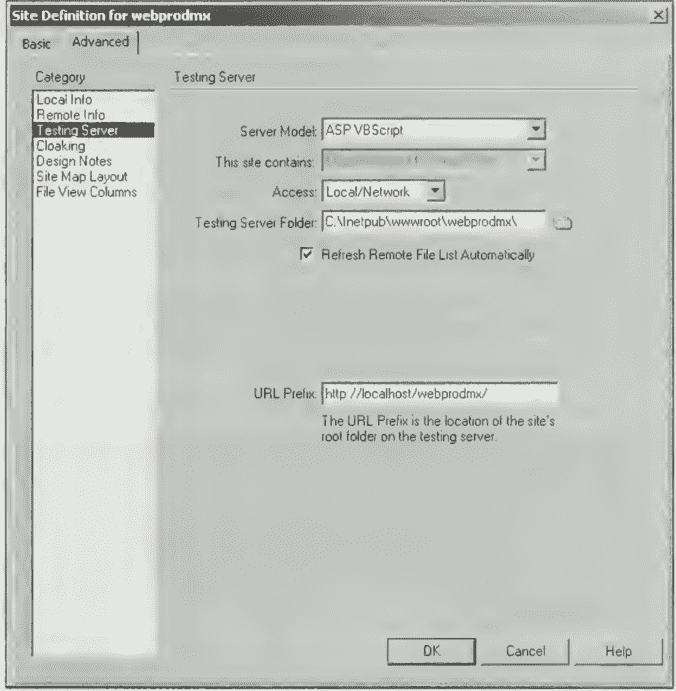 Site Definition for webprodmx
Basic Advanced
Category
Testing Server
Local Info
Remote Info
Testing Server
Cloaking
Design Notes
Site Map Layout
File View Columns
Server Model: ASP VBScript
This site contains:
Access: Local/Network
Testing Server Folder: C:\Inetpub\wwwroot\webprodmx\
Refresh Remote File List Automatically
URL Prefix: http //localhost/webprodmx/
The URL Prefix is the location of the site's
root folder on the testing server.
OK Cancel Help